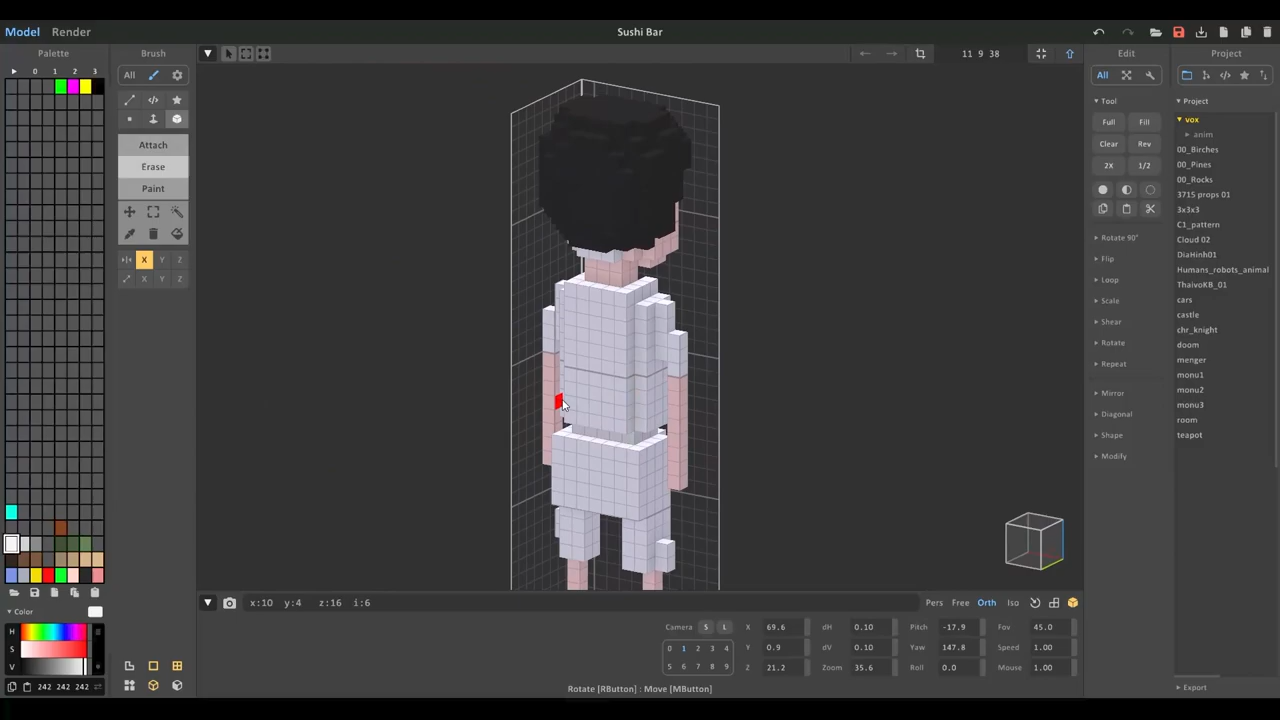 Model Render Sushi Bar
Palette Brush 11 9 38 Edit Project
0 1 2 3 All All
Tool Project
Full Fill vox
anim
Attach Clear Rev 00_Birches
Erase 2X 1/2 00_Pines
Paint 00_Rocks
3715 props 01
3x3x3
C1_pattern
Rotate 90° Cloud 02
Flip DiaHinh01
X Y Z Humans_robots_animal
X Y Z Loop ThaivoKB_01
Scale cars
castle
Shear chr_knight
Rotate doom
Repeat menger
monu1
Mirror monu2
Diagonal monu3
Shape room
Modify teapot
x:10 y:4 z:16 i:6 Pers Free Orth Iso
Color
H Camera S L X 69.6 dH 0.10 Pitch -17.9 Fov 45.0
S 0 1 2 3 4 Y 0.9 dV 0.10 Yaw 147.8 Speed 1.00
V 5 6 7 8 9 Z 21.2 Zoom 35.6 Roll 0.0 Mouse 1.00
242 242 242 Rotate [RButton] : Move [MButton] Export